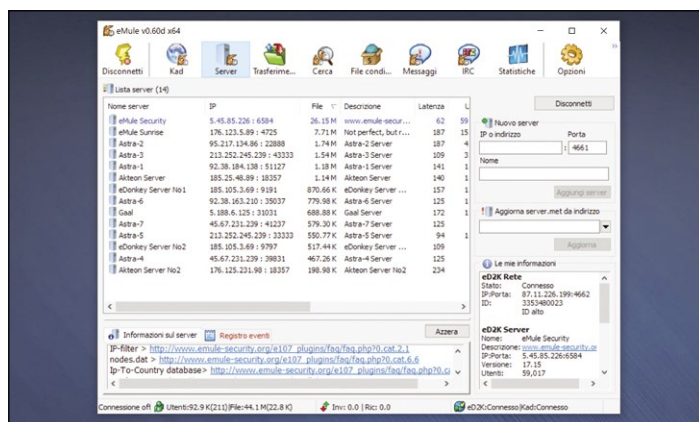 eMule v0.60d x64
Disconnetti Kad Server Trasferime... Cerca File condi... Messaggi IRC Statistiche Opzioni
Lista server (14)
Nome server IP File Descrizione Latenza L
eMule Security 5.45.85.226 : 6584 26.15 M www.emule-secur... 62 59
eMule Sunrise 176.123.5.89 : 4725 7.71 M Not perfect, but r... 187 15
Astra-2 95.217.134.86 : 22888 1.74 M Astra-2 Server 187 4
Astra-3 213.252.245.239 : 43333 1.54 M Astra-3 Server 109 3
Astra-1 92.38.184.138 : 51127 1.18 M Astra-1 Server 141 1
Akteon Server 185.25.48.89 : 18357 1.14 M Akteon Server 140 1
eDonkey Server No1 185.105.3.69 : 9191 870.66 K eDonkey Server ... 157 1
Astra-6 92.38.163.210 : 35037 779.98 K Astra-6 Server 125 1
Gaal 5.188.6.125 : 31031 688.88 K Gaal Server 172 1
Astra-7 45.67.231.239 : 41237 579.30 K Astra-7 Server 125
Astra-5 213.252.245.239 : 33333 550.77 K Astra-5 Server 94 1
eDonkey Server No2 185.105.3.69 : 9797 517.44 K eDonkey Server ... 109
Astra-4 45.67.231.239 : 39831 467.26 K Astra-4 Server 125
Akteon Server No2 176.125.231.98 : 18357 198.98 K Akteon Server No2 234
Disconnetti
Nuovo server
IP o indirizzo Porta
: 4661
Nome
Aggiungi server
Aggiorna server.met da indirizzo
Aggiorna
Le mie informazioni
eD2K Rete
Stato: Connesso
IP:Porta: 87.11.226.199:4662
ID: 3353480023
ID alto
eD2K Server
Nome: eMule Security
Descrizione: www.emule-security.or
IP:Porta: 5.45.85.226:6584
Versione: 17.15
Utenti: 59,017
Informazioni sul server Registro eventi Azzera
IP-filter > http://www.emule-security.org/e107_plugins/faq/faq.php?0.cat.2.1
nodes.dat > http://www.emule-security.org/e107_plugins/faq/faq.php?0.cat.6.6
Ip-To-Country database> http://www.emule-security.org/e107_plugins/faq/faq.php?0.ci
Connessione off Utenti:92.9 K(211)|File:44.1 M(22.8 K) Inv: 0.0 | Ric: 0.0 eD2K:Connesso|Kad:Connesso